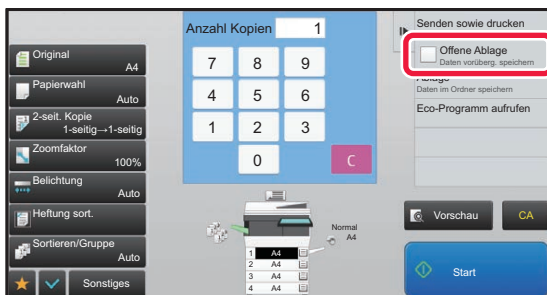 Original
A4
Papierwahl
Auto
2-seit. Kopie
1-seitig→1-seitig
Zoomfaktor
100%
Belichtung
Auto
Heftung sort.
Sortieren/Gruppe
Auto
Sonstiges
Anzahl Kopien 1
7 8 9
4 5 6
1 2 3
0 C
Normal
A4
1 A4
2 A4
3 A4
4 A4
Senden sowie drucken
Offene Ablage
Daten vorüberg. speichern
Ablage
Daten im Ordner speichern
Eco-Programm aufrufen
Vorschau CA
Start